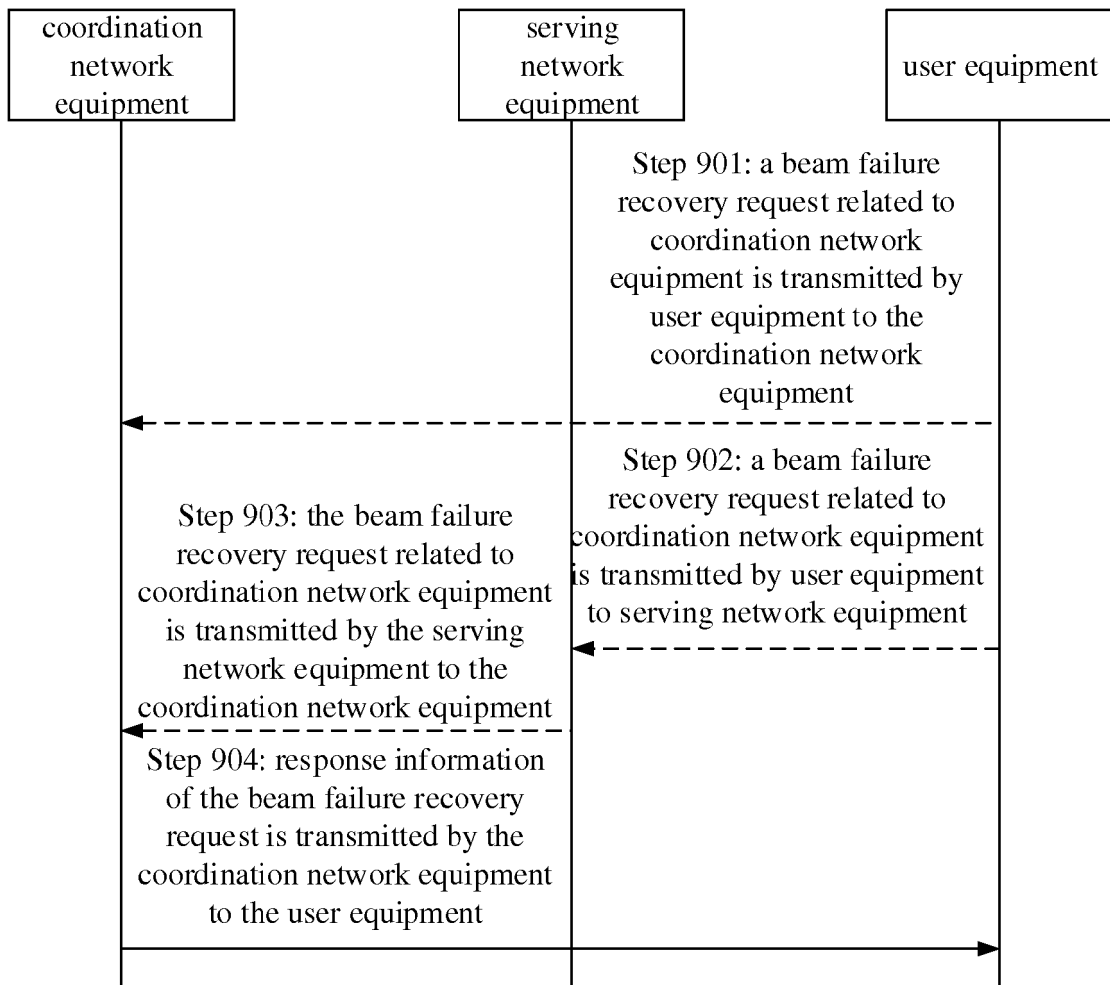 coordination
network
equipment
serving
network
equipment
user equipment
Step 901: a beam failure
recovery request related to
coordination network
equipment is transmitted by
user equipment to the
coordination network
equipment
Step 902: a beam failure
recovery request related to
coordination network equipment
is transmitted by user equipment
to serving network equipment
Step 903: the beam failure
recovery request related to
coordination network equipment
is transmitted by the serving
network equipment to the
coordination network equipment
Step 904: response information
of the beam failure recovery
request is transmitted by the
coordination network equipment
to the user equipment